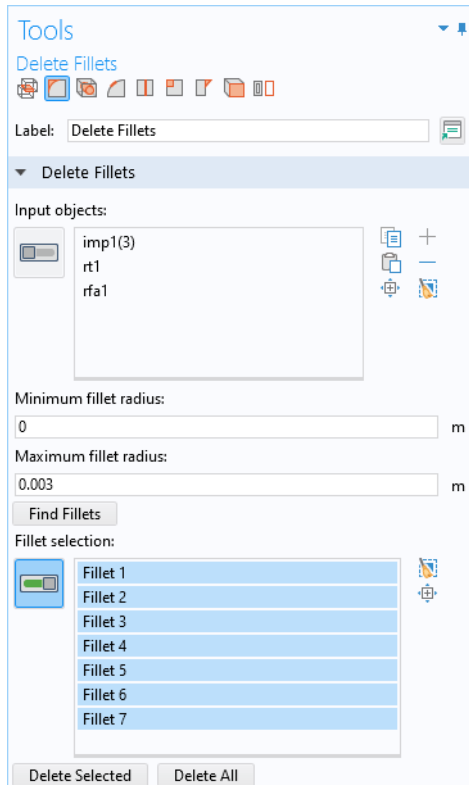 Tools
Delete Fillets
Label: Delete Fillets
Delete Fillets
Input objects:
imp1(3)
rt1
rfa1
Minimum fillet radius:
0 m
Maximum fillet radius:
0.003 m
Find Fillets
Fillet selection:
Fillet 1
Fillet 2
Fillet 3
Fillet 4
Fillet 5
Fillet 6
Fillet 7
Delete Selected Delete All